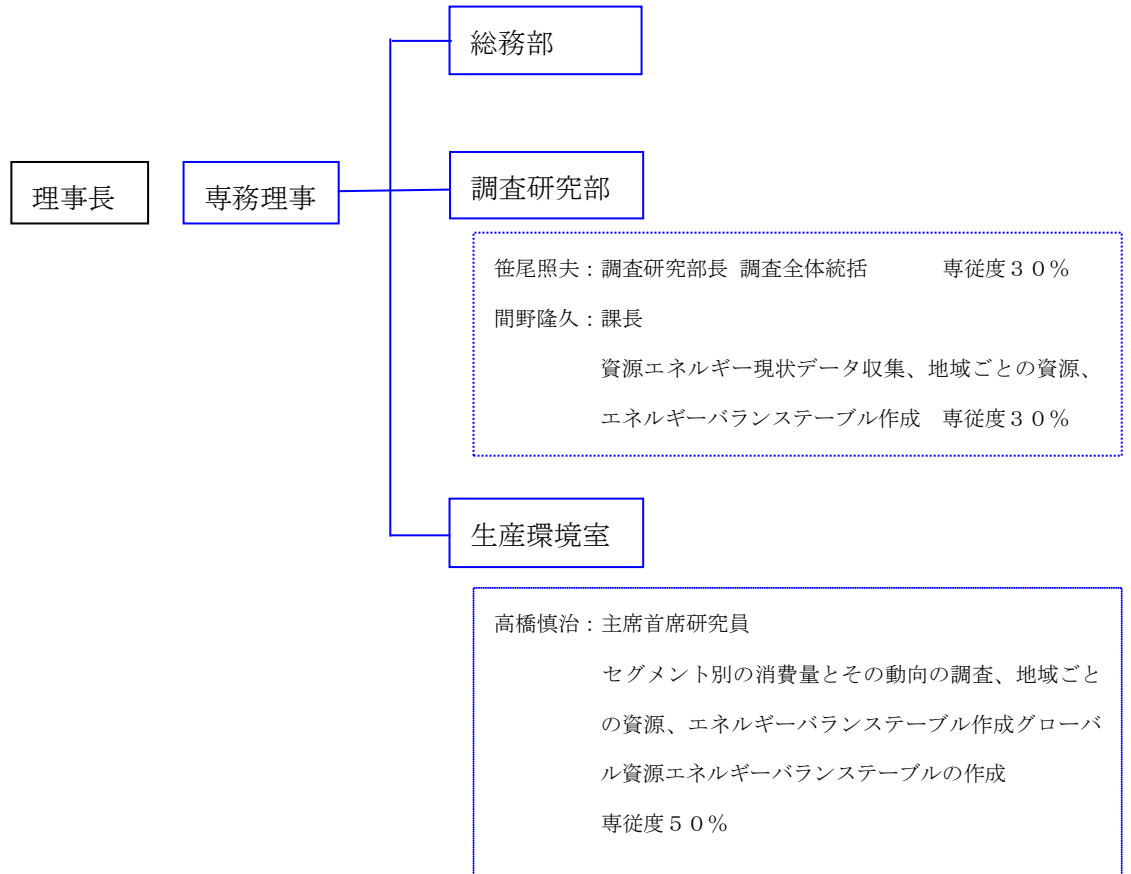 総務部
理事長
専務理事
調査研究部
笹尾照夫：調査研究部長 調査全体統括　専従度３０％
間野隆久：課長
資源エネルギー現状データ収集、地域ごとの資源、
エネルギーバランステーブル作成　専従度３０％
生産環境室
高橋慎治：主席首席研究員
セグメント別の消費量とその動向の調査、地域ごと
の資源、エネルギーバランステーブル作成グローバ
ル資源エネルギーバランステーブルの作成
専従度５０％